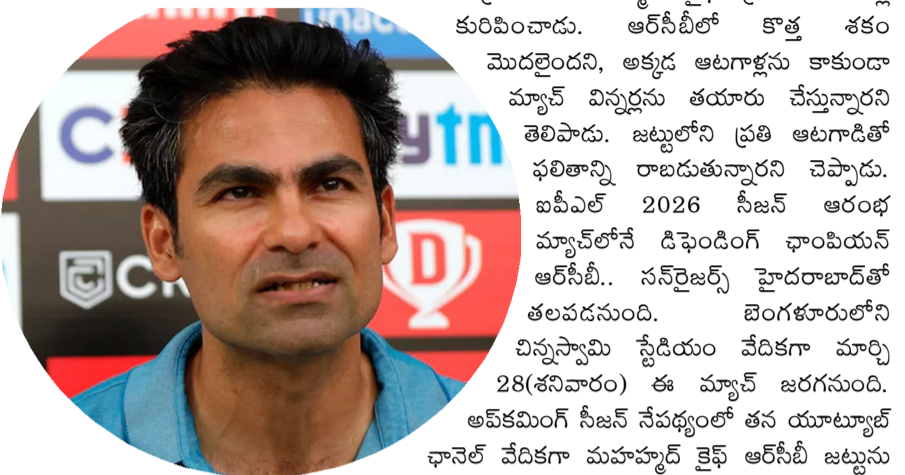 కురిపించాడు. ఆర్‌సీబీలో కొత్త శకం
మొదలైందని, అక్కడ ఆటగాళ్లను కాకుండా
మ్యాచ్ విన్నర్లను తయారు చేస్తున్నారని
తెలిపాడు. జట్టులోని ప్రతి ఆటగాడితో
ఫలితాన్ని రాబడుతున్నారని చెప్పాడు.
ఐపీఎల్ 2026 సీజన్ ఆరంభ
మ్యాచ్‌లోనే డిఫెండింగ్ ఛాంపియన్
ఆర్‌సీబీ.. సన్‌రైజర్స్ హైదరాబాద్‌తో
తలపడనుంది. బెంగళూరులోని
చిన్నస్వామి స్టేడియం వేదికగా మార్చి
28(శనివారం) ఈ మ్యాచ్ జరగనుంది.
అప్‌కమింగ్ సీజన్ నేపథ్యంలో తన యూట్యూబ్
ఛానెల్ వేదికగా మహహ్మద్ కైఫ్ ఆర్‌సీబీ జట్టును